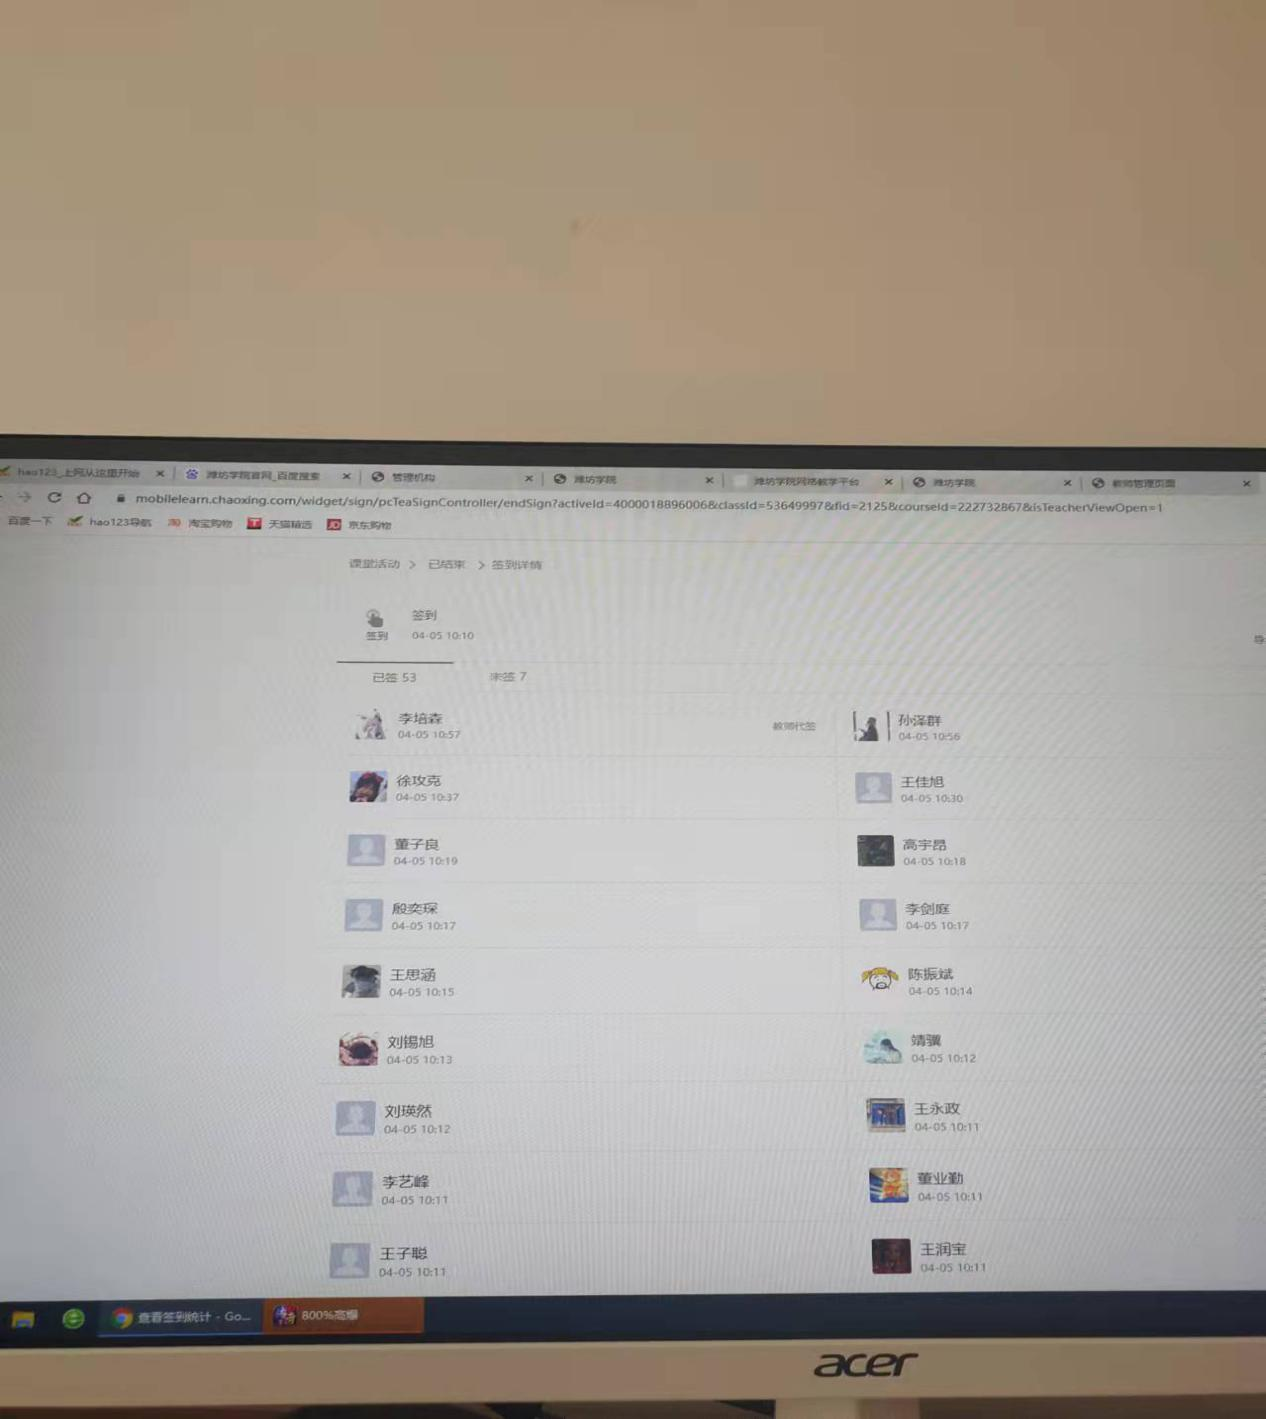 hao123_上网从这里开始
潍坊学院官网_百度搜索
管理机构
潍坊学院
潍坊学院网络教学平台
潍坊学院
教师管理页面
mobilelearn.chaoxing.com/widget/sign/pcTeaSignController/endSign?activeId=4000018896006&classId=53649997&fid=2125&courseId=222732867&isTeacherViewOpen=1
百度一下 hao123导航 淘宝购物 天猫精选 京东购物
课堂活动 > 已结束 > 签到详情
签到
签到 04-05 10:10
导
已签 53 未签 7
李培森
04-05 10:57
教师代签
孙泽群
04-05 10:56
徐攻克
04-05 10:37
王佳旭
04-05 10:30
董子良
04-05 10:19
高宇昂
04-05 10:18
殷奕琛
04-05 10:17
李剑庭
04-05 10:17
王思涵
04-05 10:15
陈振斌
04-05 10:14
刘锡旭
04-05 10:13
靖骥
04-05 10:12
刘瑛然
04-05 10:12
王永政
04-05 10:11
李艺峰
04-05 10:11
董业勤
04-05 10:11
王子聪
04-05 10:11
王润宝
04-05 10:11
查看签到统计 - Go...
800%高爆
acer